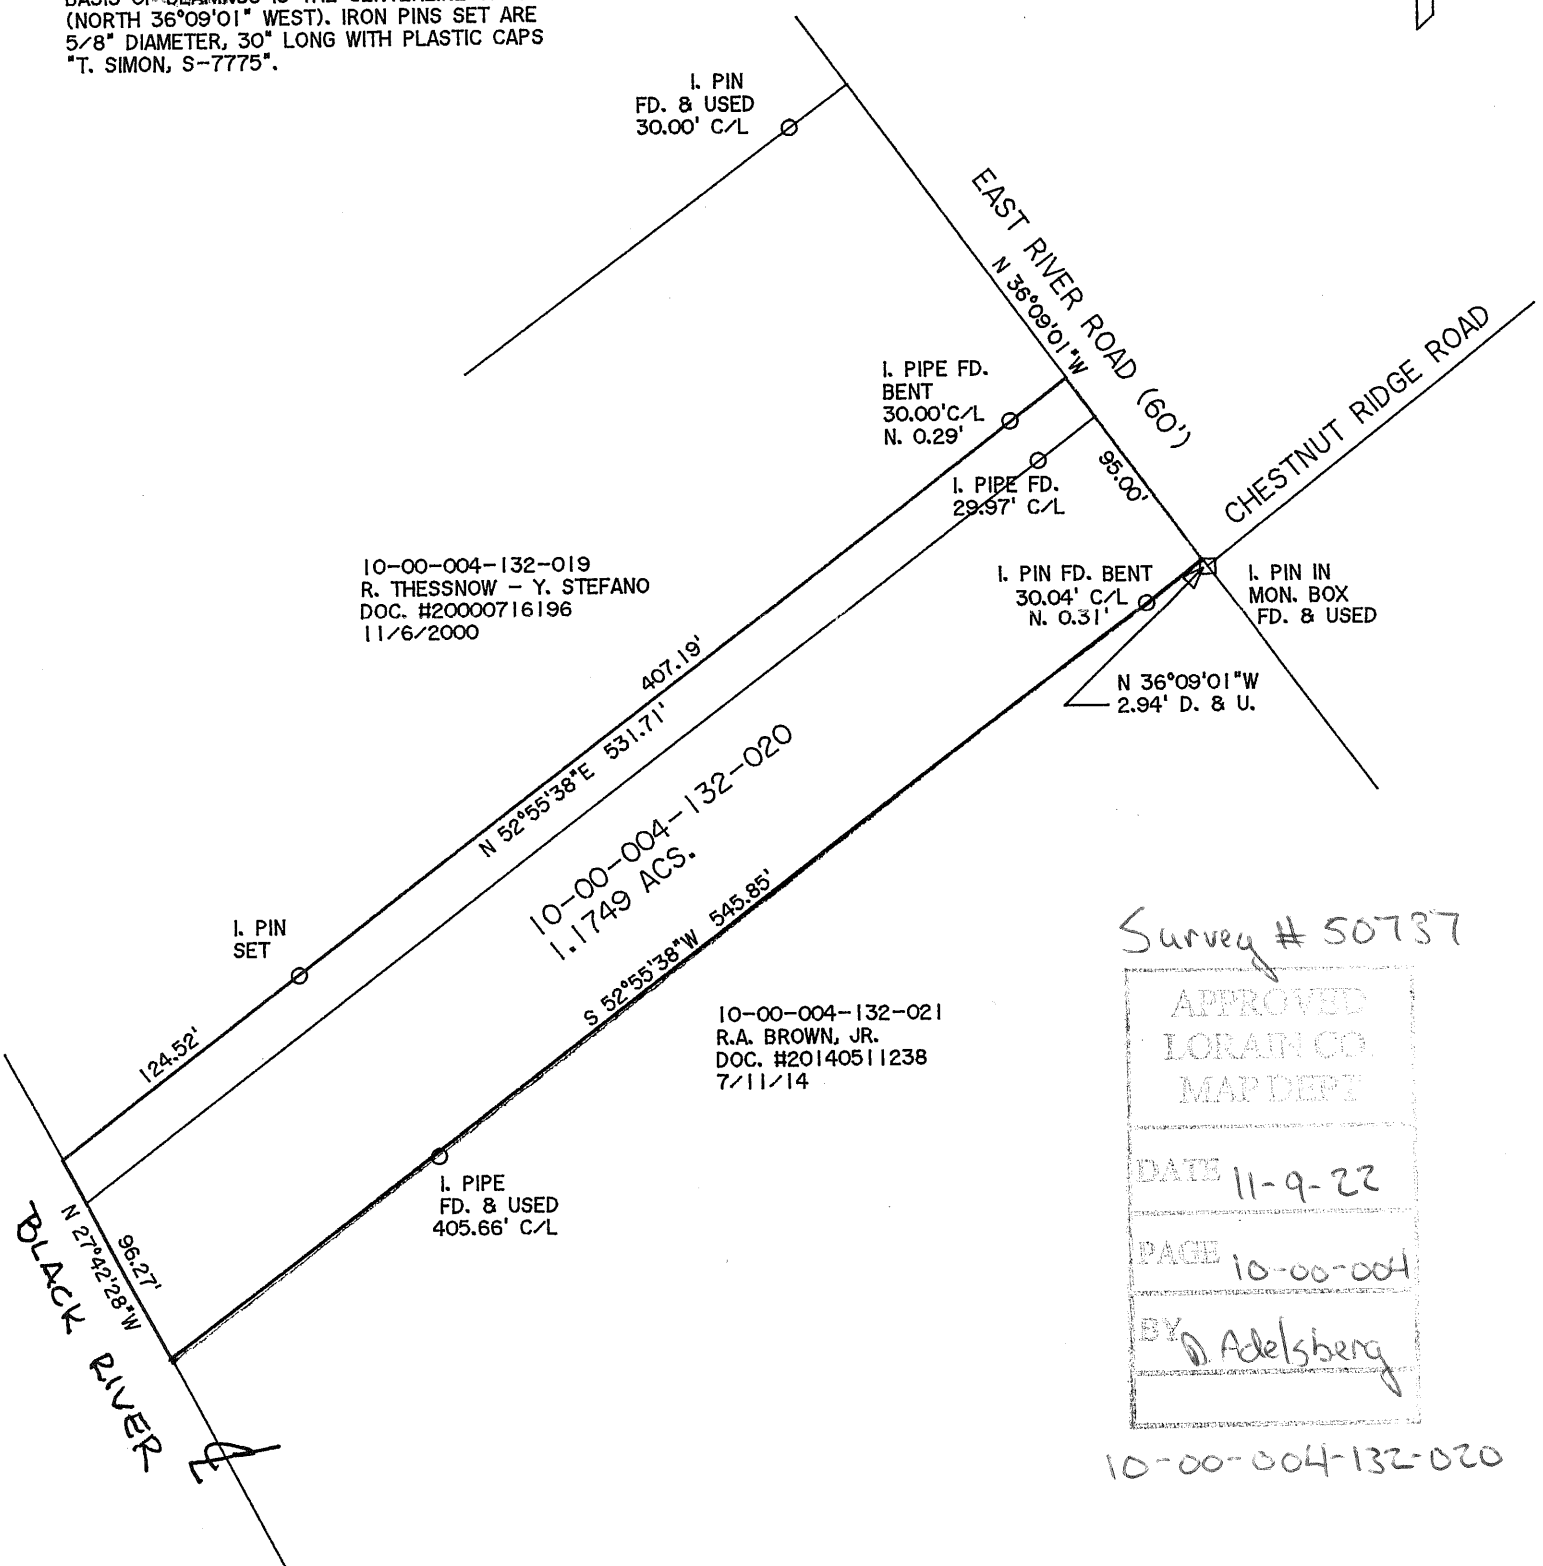 (NORTH 36°09'01" WEST). IRON PINS SET ARE
5/8" DIAMETER, 30" LONG WITH PLASTIC CAPS
"T. SIMON, S-7775".
I. PIN
FD. & USED
30.00' C/L
EAST RIVER ROAD (60')
N 36°09'01"W
CHESTNUT RIDGE ROAD
I. PIPE FD.
BENT
30.00'C/L
N. 0.29'
I. PIPE FD.
29.97' C/L
95.00'
I. PIN FD. BENT
30.04' C/L
N. 0.31'
I. PIN IN
MON. BOX
FD. & USED
N 36°09'01"W
2.94' D. & U.
10-00-004-132-019
R. THESSNOW - Y. STEFANO
DOC. #20000716196
11/6/2000
407.19'
N 52°55'38"E 531.71'
10-00-004-132-020
1.1749 ACS.
S 52°55'38"W 545.85'
I. PIN
SET
124.52'
10-00-004-132-021
R.A. BROWN, JR.
DOC. #20140511238
7/11/14
I. PIPE
FD. & USED
405.66' C/L
96.27'
N 27°42'28"W
BLACK RIVER
Survey # 50737
APPROVED
LORAIN CO.
MAP DEPT
DATE 11-9-22
PAGE 10-00-004
BY D. Adelsberg
10-00-004-132-020